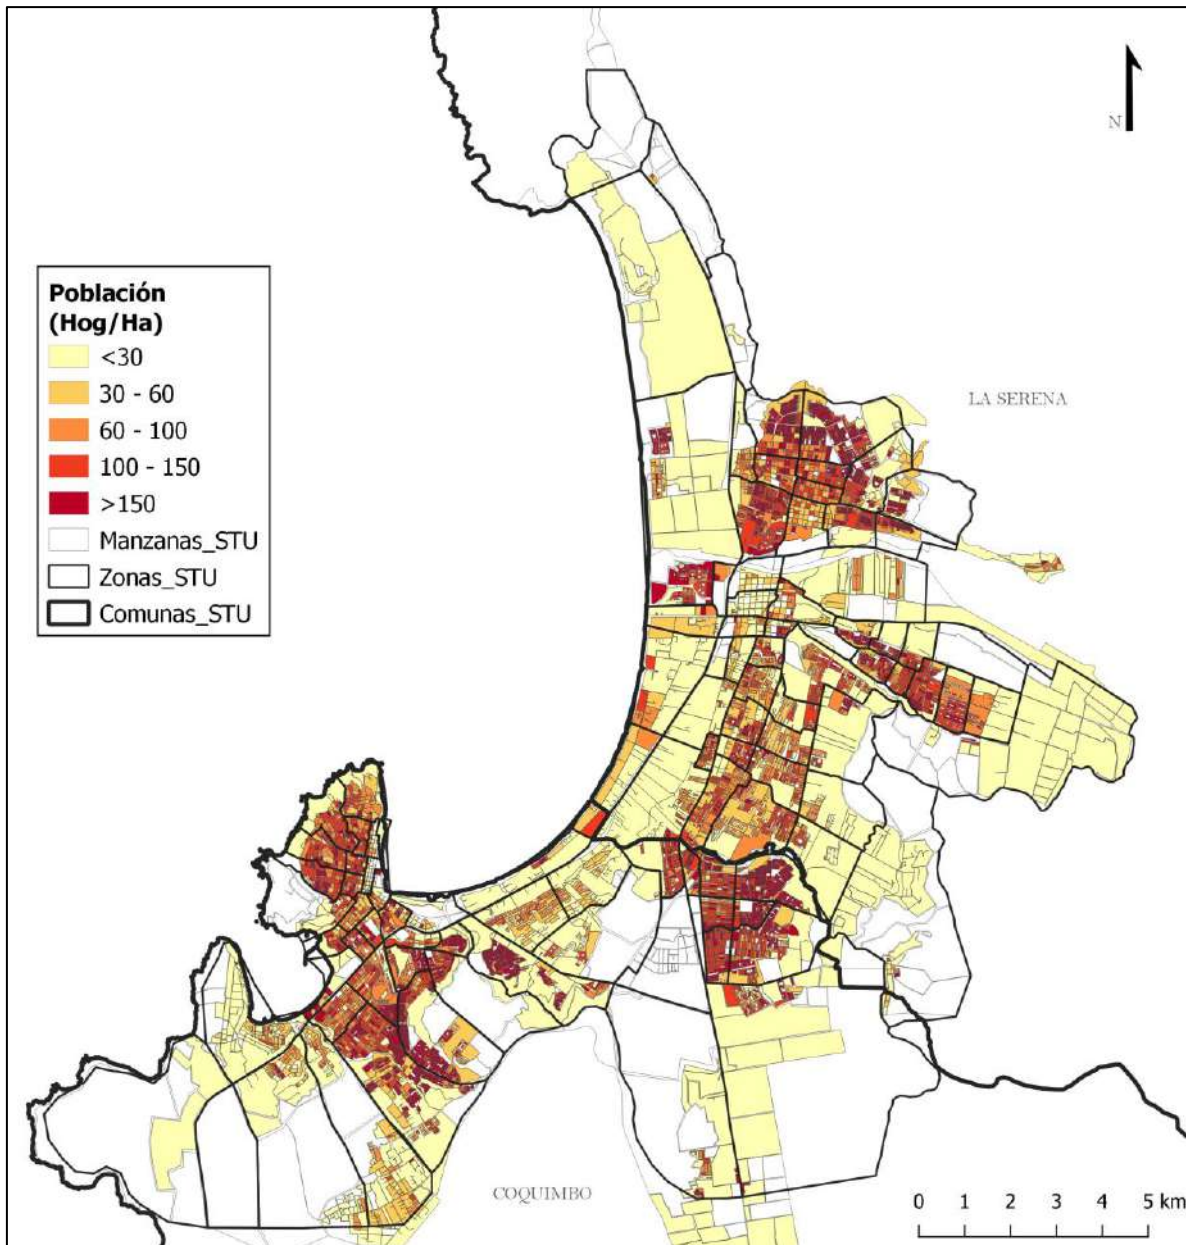 N
Población
(Hog/Ha)
<30
30 - 60
60 - 100
100 - 150
>150
Manzanas_STU
Zonas_STU
Comunas_STU
LA SERENA
COQUIMBO
0 1 2 3 4 5 km